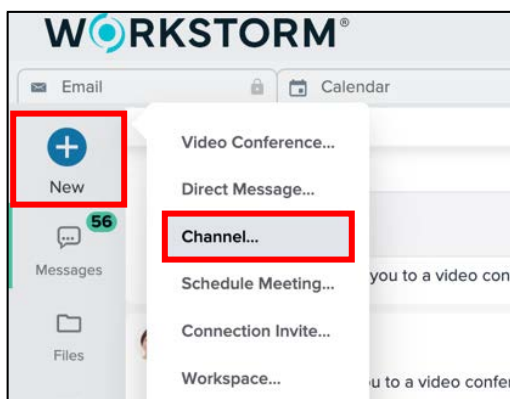 WORKSTORM®
Email
Calendar
New
Video Conference...
Direct Message...
56
Channel...
Messages
Schedule Meeting...
you to a video con
Connection Invite...
Files
Workspace...
u to a video confer